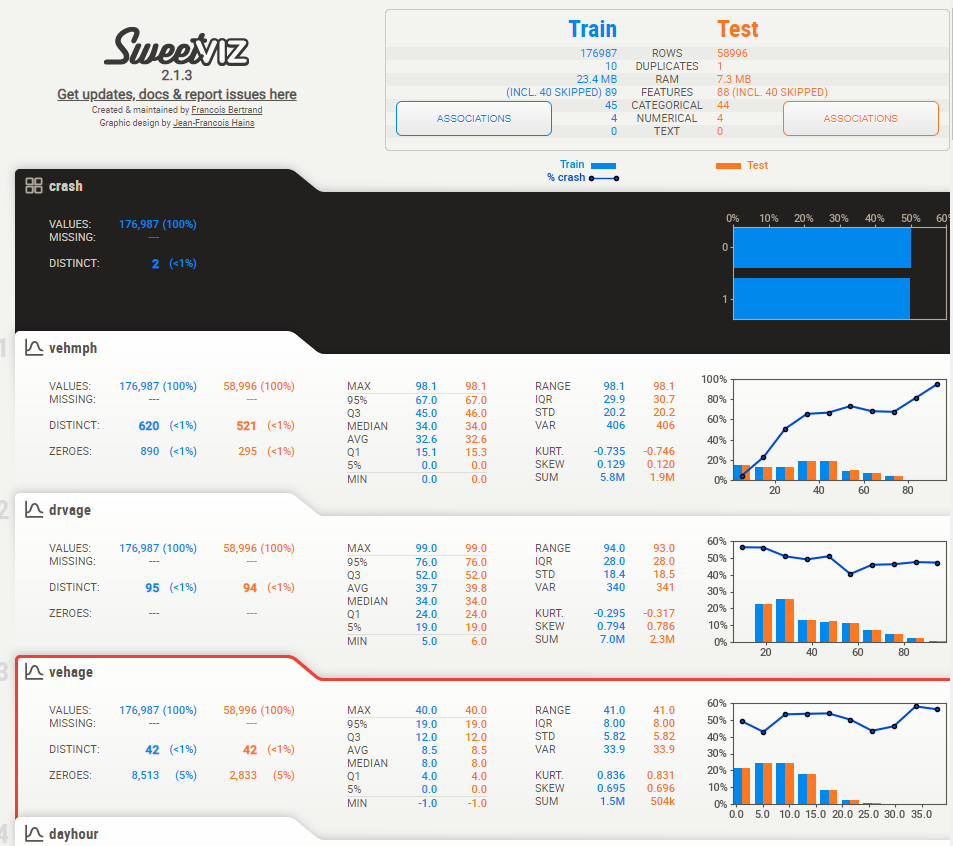 SweetVIZ
2.1.3
Get updates, docs & report issues here
Created & maintained by Francois Bertrand
Graphic design by Jean-Francois Hains
Train Test
176987 ROWS 58996
10 DUPLICATES 1
23.4 MB RAM 7.3 MB
(INCL. 40 SKIPPED) 89 FEATURES 88 (INCL. 40 SKIPPED)
45 CATEGORICAL 44
4 NUMERICAL 4
0 TEXT 0
ASSOCIATIONS ASSOCIATIONS
Train Test
% crash
crash
VALUES: 176,987 (100%)
MISSING: ---
DISTINCT: 2 (<1%)
0% 10% 20% 30% 40% 50% 60%
0
1
1
vehmph
VALUES: 176,987 (100%) 58,996 (100%)
MISSING: --- ---
DISTINCT: 620 (<1%) 521 (<1%)
ZEROES: 890 (<1%) 295 (<1%)
MAX 98.1 98.1
95% 67.0 67.0
Q3 45.0 46.0
MEDIAN 34.0 34.0
AVG 32.6 32.6
Q1 15.1 15.3
5% 0.0 0.0
MIN 0.0 0.0
RANGE 98.1 98.1
IQR 29.9 30.7
STD 20.2 20.2
VAR 406 406
KURT. -0.735 -0.746
SKEW 0.129 0.120
SUM 5.8M 1.9M
100%
80%
60%
40%
20%
0%
20 40 60 80
2
drvage
VALUES: 176,987 (100%) 58,996 (100%)
MISSING: --- ---
DISTINCT: 95 (<1%) 94 (<1%)
ZEROES: --- ---
MAX 99.0 99.0
95% 76.0 76.0
Q3 52.0 52.0
AVG 39.7 39.8
MEDIAN 34.0 34.0
Q1 24.0 24.0
5% 19.0 19.0
MIN 5.0 6.0
RANGE 94.0 93.0
IQR 28.0 28.0
STD 18.4 18.5
VAR 340 341
KURT. -0.295 -0.317
SKEW 0.794 0.786
SUM 7.0M 2.3M
60%
50%
40%
30%
20%
10%
0%
20 40 60 80
3
vehage
VALUES: 176,987 (100%) 58,996 (100%)
MISSING: --- ---
DISTINCT: 42 (<1%) 42 (<1%)
ZEROES: 8,513 (5%) 2,833 (5%)
MAX 40.0 40.0
95% 19.0 19.0
Q3 12.0 12.0
AVG 8.5 8.5
MEDIAN 8.0 8.0
Q1 4.0 4.0
5% 0.0 0.0
MIN -1.0 -1.0
RANGE 41.0 41.0
IQR 8.00 8.00
STD 5.82 5.82
VAR 33.9 33.9
KURT. 0.836 0.831
SKEW 0.695 0.696
SUM 1.5M 504k
60%
50%
40%
30%
20%
10%
0%
0.0 5.0 10.0 15.0 20.0 25.0 30.0 35.0
4
dayhour